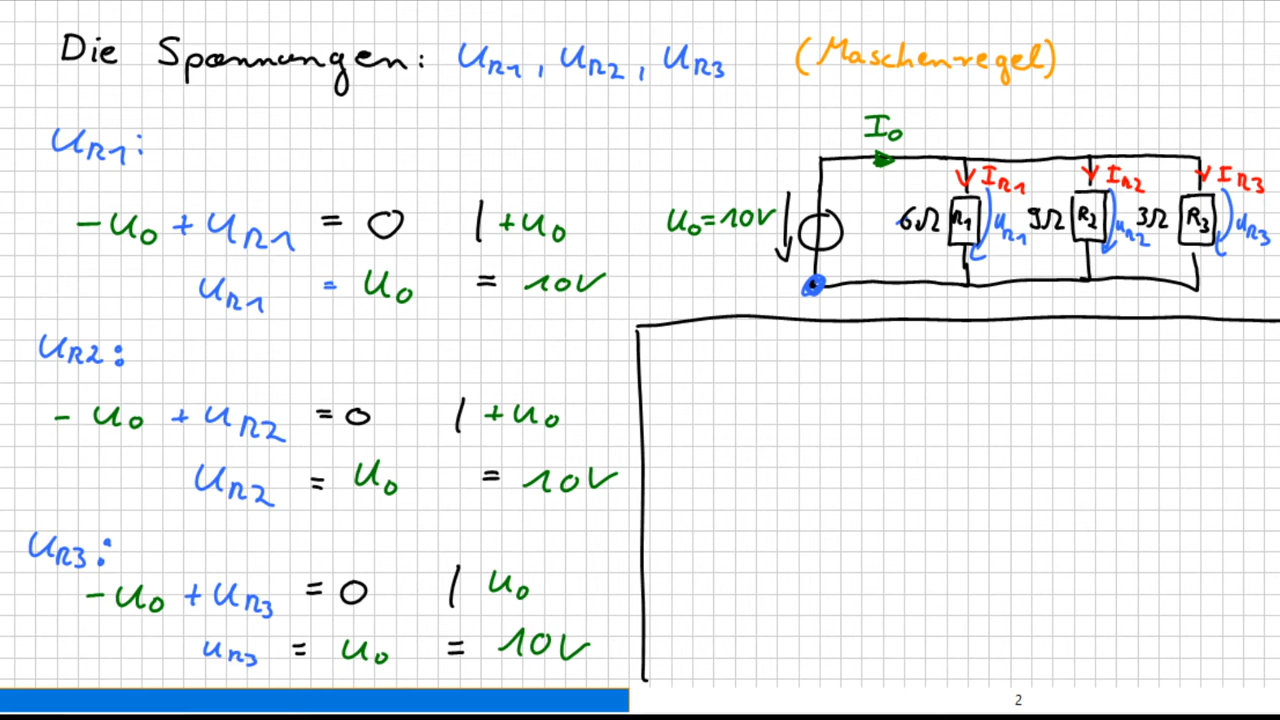 Die Spannungen: UR1, UR2, UR3 (Maschenregel)
UR1:
-U0 + UR1 = 0 | +U0
UR1 = U0 = 10V
UR2:
- U0 + UR2 = 0 | +U0
UR2 = U0 = 10V
UR3:
-U0 + UR3 = 0 | U0
UR3 = U0 = 10V
I0
IR1 IR2 IR3
U0=10V 6Ω R1 UR1 9Ω R2 UR2 3Ω R3 UR3
2